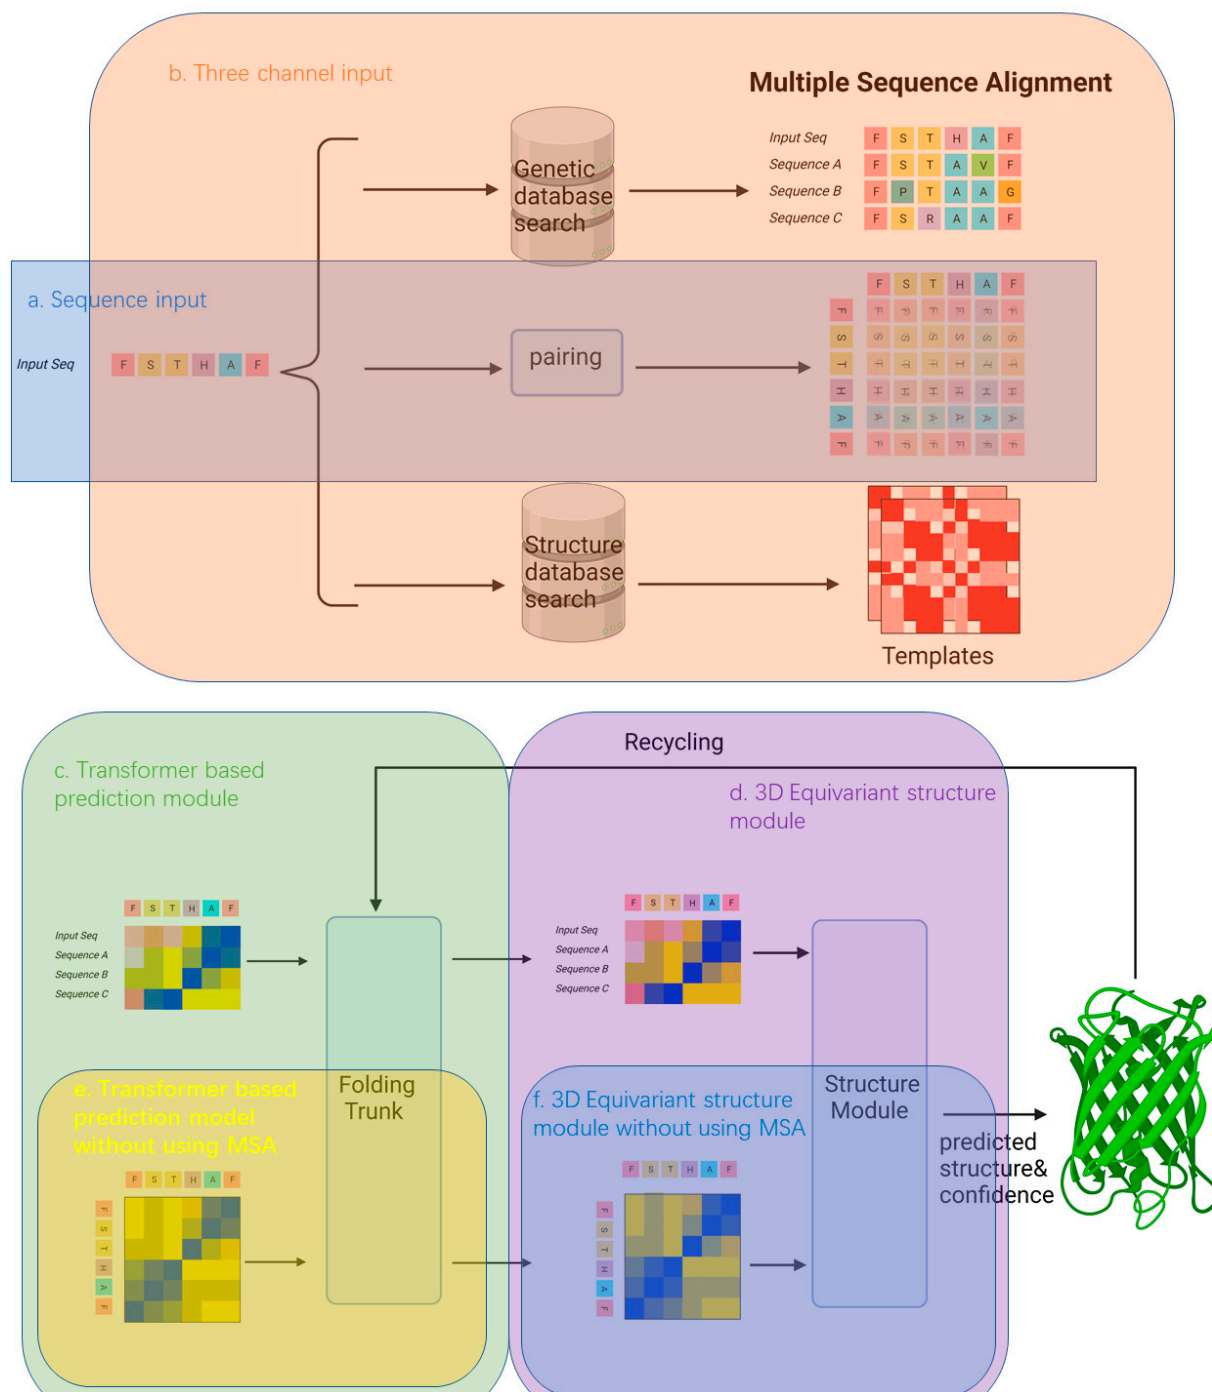 b. Three channel input
Multiple Sequence Alignment
Input Seq F S T H A F
Sequence A F S T A V F
Sequence B F P T A A G
Sequence C F S R A A F
Genetic
database
search
a. Sequence input
Input Seq F S T H A F
pairing
F S T H A F
F
S
T
H
A
F
Structure
database
search
Templates
c. Transformer based
prediction module
Recycling
d. 3D Equivariant structure
module
F S T H A F
Input Seq
Sequence A
Sequence B
Sequence C
F S T H A F
Input Seq
Sequence A
Sequence B
Sequence C
e. Transformer based
prediction model
without using MSA
Folding
Trunk
f. 3D Equivariant structure
module without using MSA
Structure
Module
F S T H A F
F
S
T
H
A
F
F S T H A F
F
S
T
H
A
F
predicted
structure&
confidence